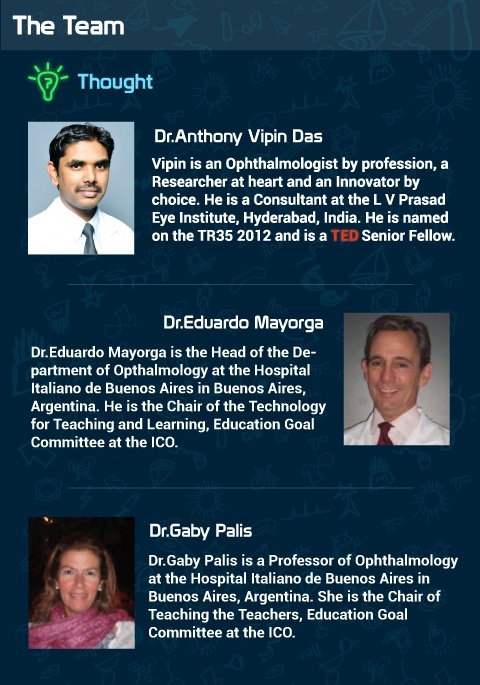 The Team
Thought
Dr.Anthony Vipin Das
Vipin is an Ophthalmologist by profession, a
Researcher at heart and an Innovator by
choice. He is a Consultant at the L V Prasad
Eye Institute, Hyderabad, India. He is named
on the TR35 2012 and is a TED Senior Fellow.
Dr.Eduardo Mayorga
Dr.Eduardo Mayorga is the Head of the De-
partment of Opthalmology at the Hospital
Italiano de Buenos Aires in Buenos Aires,
Argentina. He is the Chair of the Technology
for Teaching and Learning, Education Goal
Committee at the ICO.
Dr.Gaby Palis
Dr.Gaby Palis is a Professor of Ophthalmology
at the Hospital Italiano de Buenos Aires in
Buenos Aires, Argentina. She is the Chair of
Teaching the Teachers, Education Goal
Committee at the ICO.